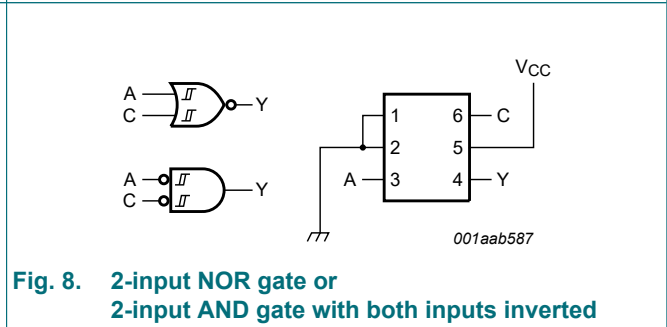 A
C
Y
A
C
Y
VCC
1
6
C
2
5
A
3
4
Y
001aab587
Fig. 8. 2-input NOR gate or
2-input AND gate with both inputs inverted